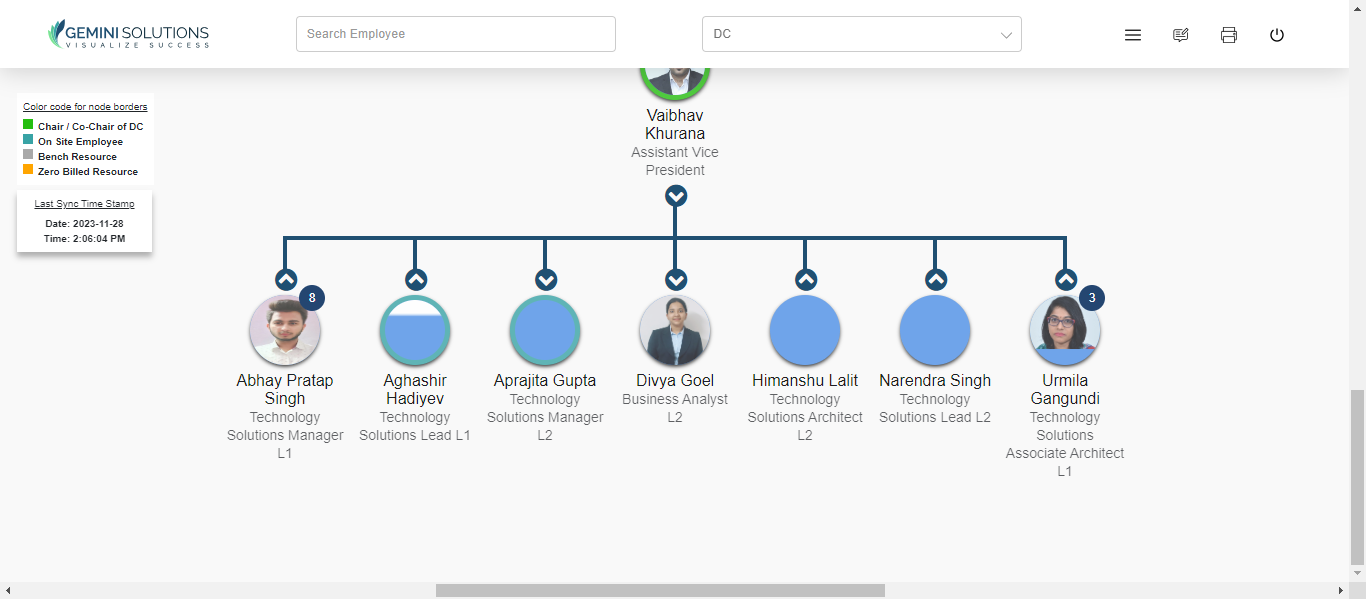 GEMINI SOLUTIONS
VISUALIZE SUCCESS
Search Employee
DC
Color code for node borders
Chair / Co-Chair of DC
On Site Employee
Bench Resource
Zero Billed Resource
Last Sync Time Stamp
Date: 2023-11-28
Time: 2:06:04 PM
Vaibhav
Khurana
Assistant Vice
President
8
Abhay Pratap
Singh
Technology
Solutions Manager
L1
Aghashir
Hadiyev
Technology
Solutions Lead L1
Aprajita Gupta
Technology
Solutions Manager
L2
Divya Goel
Business Analyst
L2
Himanshu Lalit
Technology
Solutions Architect
L2
Narendra Singh
Technology
Solutions Lead L2
3
Urmila
Gangundi
Technology
Solutions
Associate Architect
L1